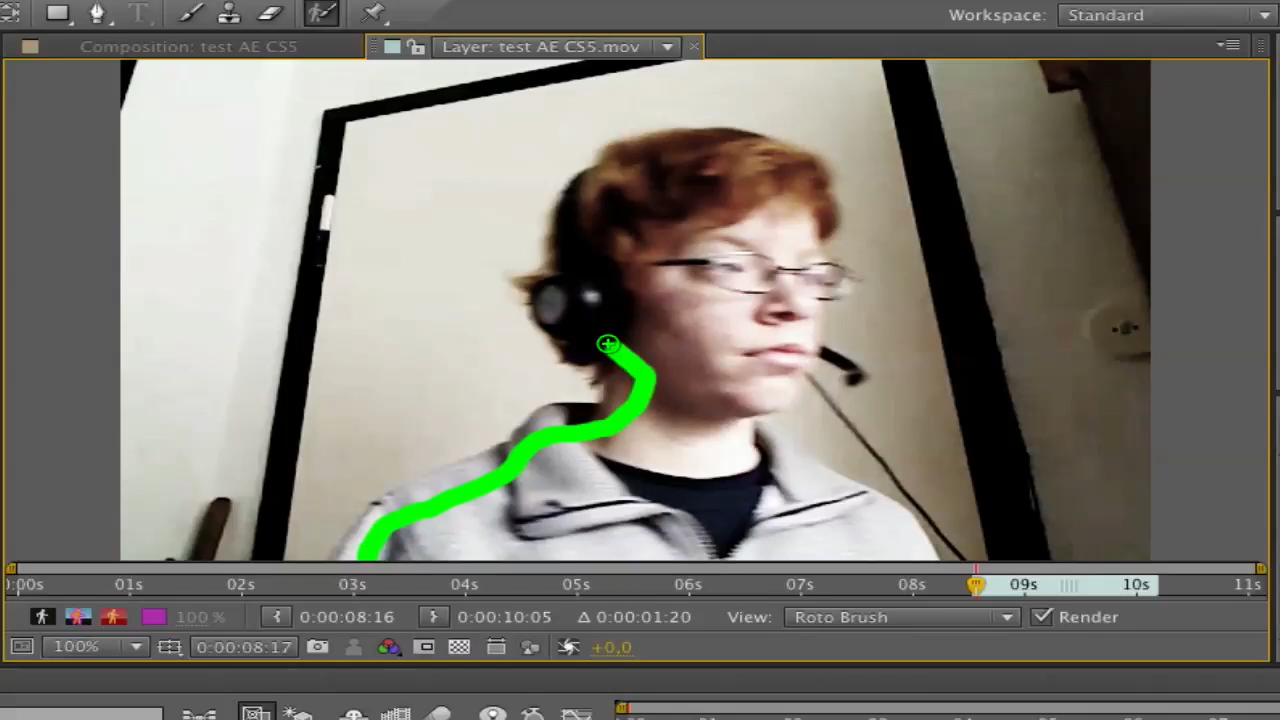 Workspace: Standard
Composition: test AE CS5 Layer: test AE CS5.mov
0:00s 01s 02s 03s 04s 05s 06s 07s 08s 09s 10s 11s
100% 0:00:08:16 0:00:10:05 Δ 0:00:01:20 View: Roto Brush Render
100% 0:00:08:17 +0,0